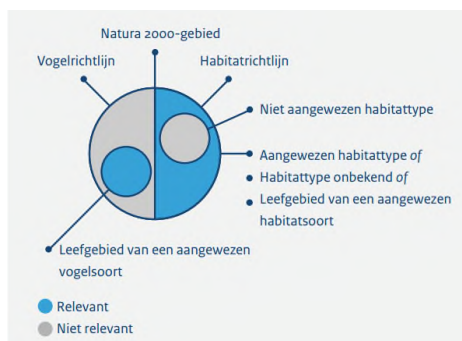 Natura 2000-gebied
Vogelrichtlijn
Habitatrichtlijn
Niet aangewezen habitattype
Aangewezen habitattype of
Habitattype onbekend of
Leefgebied van een aangewezen
habitatsoort
Leefgebied van een aangewezen
vogelsoort
Relevant
Niet relevant